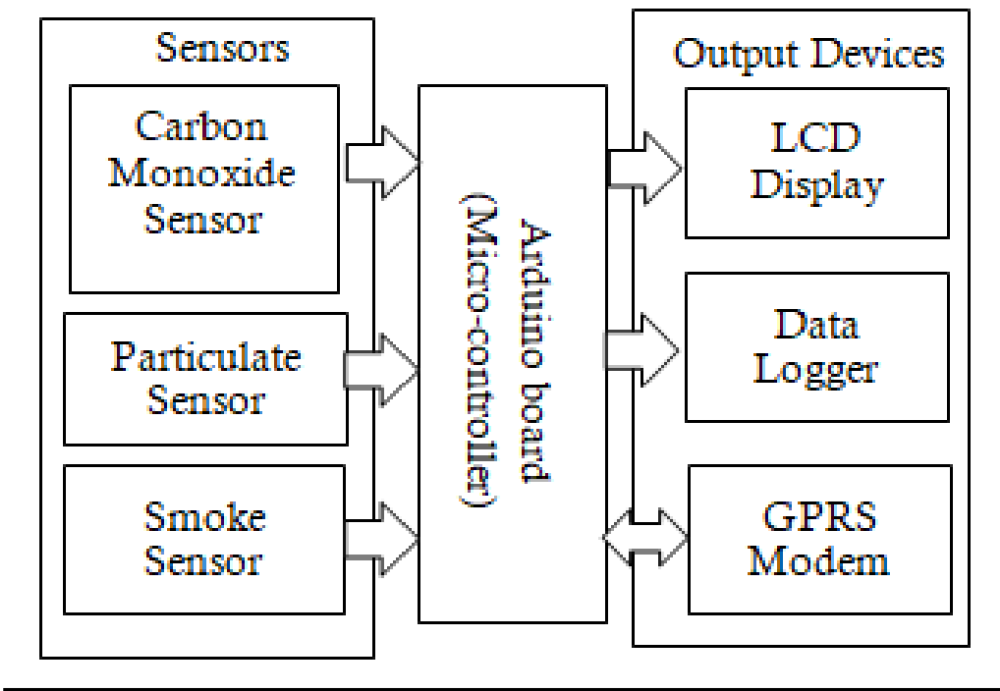 Sensors
Carbon
Monoxide
Sensor
Particulate
Sensor
Smoke
Sensor
Arduino board
(Micro-controller)
Output Devices
LCD
Display
Data
Logger
GPRS
Modem